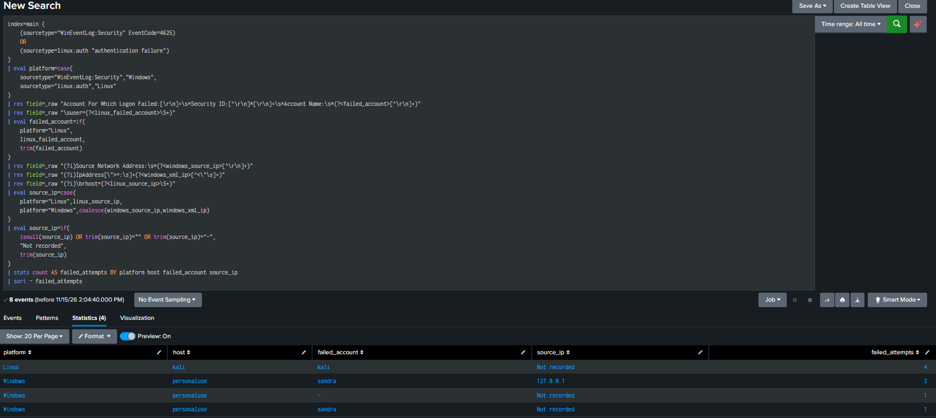 New Search
Save As ▾ Create Table View Close
index=main (
(sourcetype="WinEventLog:Security" EventCode=4625)
OR
(sourcetype=linux:auth "authentication failure")
)
| eval platform=case(
sourcetype="WinEventLog:Security","Windows",
sourcetype="linux:auth","Linux"
)
| rex field=_raw "Account For Which Logon Failed:[\r\n]+\s*Security ID:[^\r\n]*[\r\n]+\s*Account Name:\s*(?<failed_account>[^\r\n]+)"
| rex field=_raw "\suser=(?<linux_failed_account>\S+)"
| eval failed_account=if(
platform="Linux",
linux_failed_account,
trim(failed_account)
)
| rex field=_raw "(?i)Source Network Address:\s*(?<windows_source_ip>[^\r\n]+)"
| rex field=_raw "(?i)IpAddress[\">=:\s]+(?<windows_xml_ip>[^<\"\s]+)"
| rex field=_raw "(?i)\brhost=(?<linux_source_ip>\S+)"
| eval source_ip=case(
platform="Linux",linux_source_ip,
platform="Windows",coalesce(windows_source_ip,windows_xml_ip)
)
| eval source_ip=if(
isnull(source_ip) OR trim(source_ip)="" OR trim(source_ip)="-",
"Not recorded",
trim(source_ip)
)
| stats count AS failed_attempts BY platform host failed_account source_ip
| sort - failed_attempts
Time range: All time ▾
✓ 8 events (before 11/15/26 2:04:40.000 PM) No Event Sampling ▾ Job ▾ Smart Mode ▾
Events Patterns Statistics (4) Visualization
Show: 20 Per Page ▾ Format ▾ Preview: On
platform host failed_account source_ip failed_attempts
Linux kali kali Not recorded 4
Windows personaluse sandra 127.0.0.1 2
Windows personaluse - Not recorded 1
Windows personaluse sandra Not recorded 1